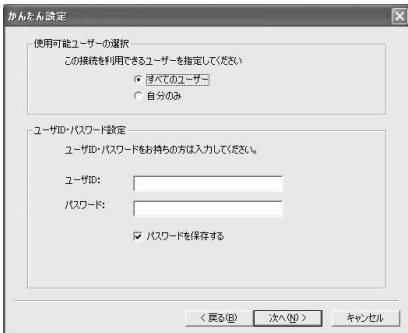 かんたん設定
使用可能ユーザーの選択
この接続を利用できるユーザーを指定してください
すべてのユーザー
自分のみ
ユーザID・パスワード設定
ユーザID・パスワードをお持ちの方は入力してください。
ユーザID:
パスワード:
パスワードを保存する
< 戻る(B) 次へ(N) > キャンセル